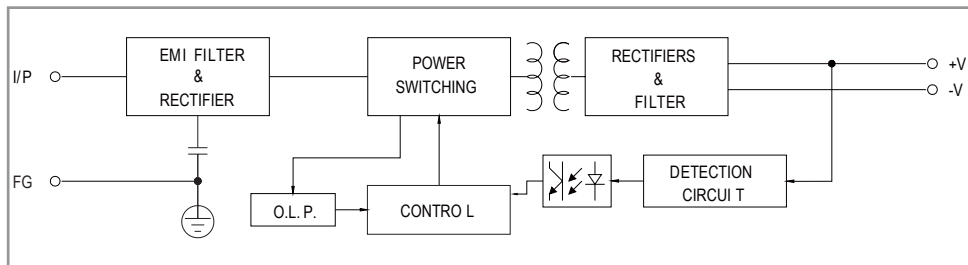 I/P
EMI FILTER
&
RECTIFIER
POWER
SWITCHING
RECTIFIERS
&
FILTER
+V
-V
FG
O.L.P.
CONTRO L
DETECTION
CIRCUI T